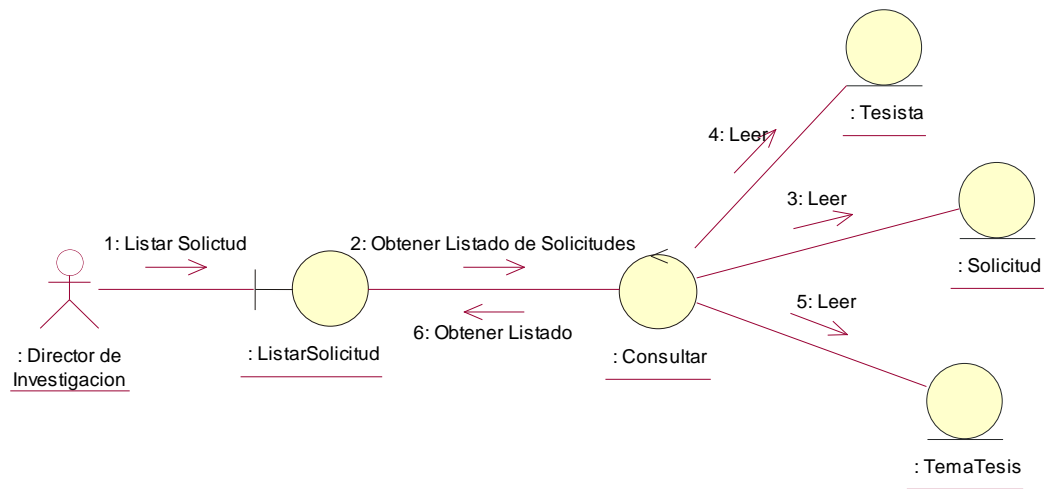 4: Leer
: Tesista
3: Leer
: Solicitud
1: Listar Solictud
2: Obtener Listado de Solicitudes
5: Leer
6: Obtener Listado
: Director de
Investigacion
: ListarSolicitud
: Consultar
: TemaTesis